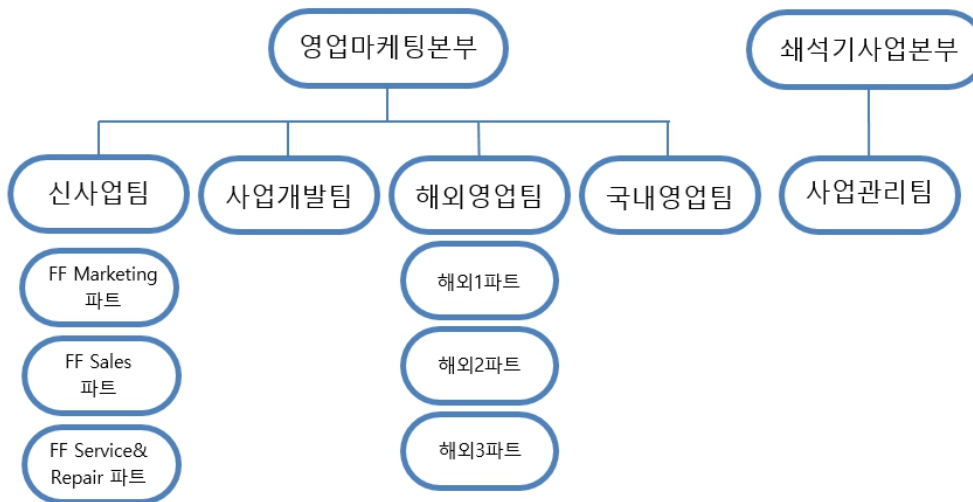 영업마케팅본부
쇄석기사업본부
신사업팀
사업개발팀
해외영업팀
국내영업팀
사업관리팀
FF Marketing
파트
FF Sales
파트
FF Service&
Repair 파트
해외1파트
해외2파트
해외3파트